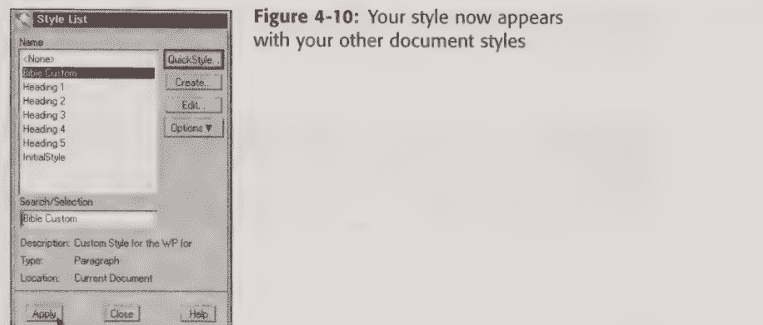 Style List
Figure 4-10: Your style now appears
with your other document styles
Name
<None>
QuickStyle...
Bible Custom
Create...
Heading 1
Heading 2
Edit...
Heading 3
Heading 4
Options ▼
Heading 5
InitialStyle
Search/Selection
Bible Custom
Description: Custom Style for the WP for
Type: Paragraph
Location: Current Document
Apply
Close
Help